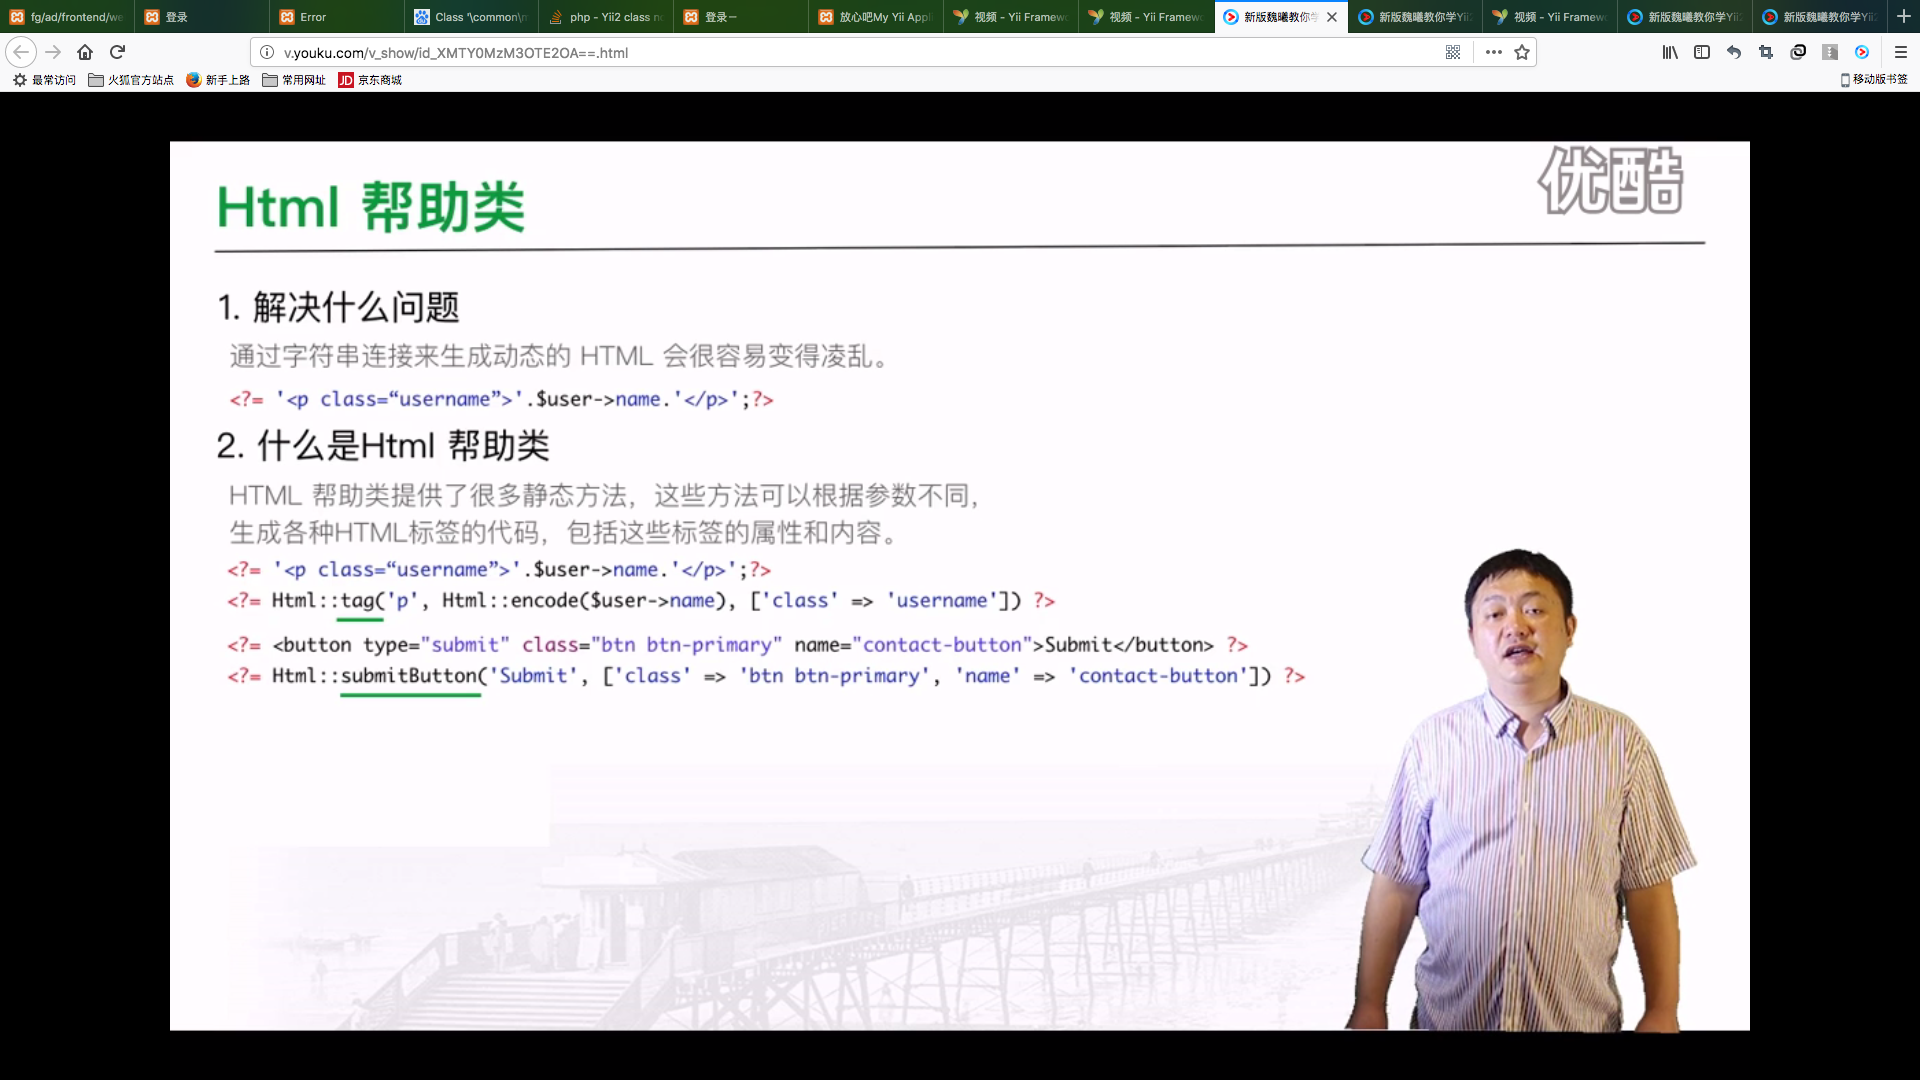 fg/ad/frontend/we
登录
Error
Class '\common\m
php - Yii2 class no
登录－
放心吧My Yii Appl
视频 - Yii Framewo
视频 - Yii Framewo
新版魏曦教你学
新版魏曦教你学Yii2
视频 - Yii Framewo
新版魏曦教你学Yii2
新版魏曦教你学Yii2
v.youku.com/v_show/id_XMTY0MzM3OTE2OA==.html
最常访问 火狐官方站点 新手上路 常用网址 JD 京东商城 移动版书签
优酷
Html 帮助类
1. 解决什么问题
通过字符串连接来生成动态的 HTML 会很容易变得凌乱。
<?= '<p class=“username”>'.$user->name.'</p>';?>
2. 什么是Html 帮助类
HTML 帮助类提供了很多静态方法，这些方法可以根据参数不同，
生成各种HTML标签的代码，包括这些标签的属性和内容。
<?= '<p class=“username”>'.$user->name.'</p>';?>
<?= Html::tag('p', Html::encode($user->name), ['class' => 'username']) ?>
<?= <button type="submit" class="btn btn-primary" name="contact-button">Submit</button> ?>
<?= Html::submitButton('Submit', ['class' => 'btn btn-primary', 'name' => 'contact-button']) ?>